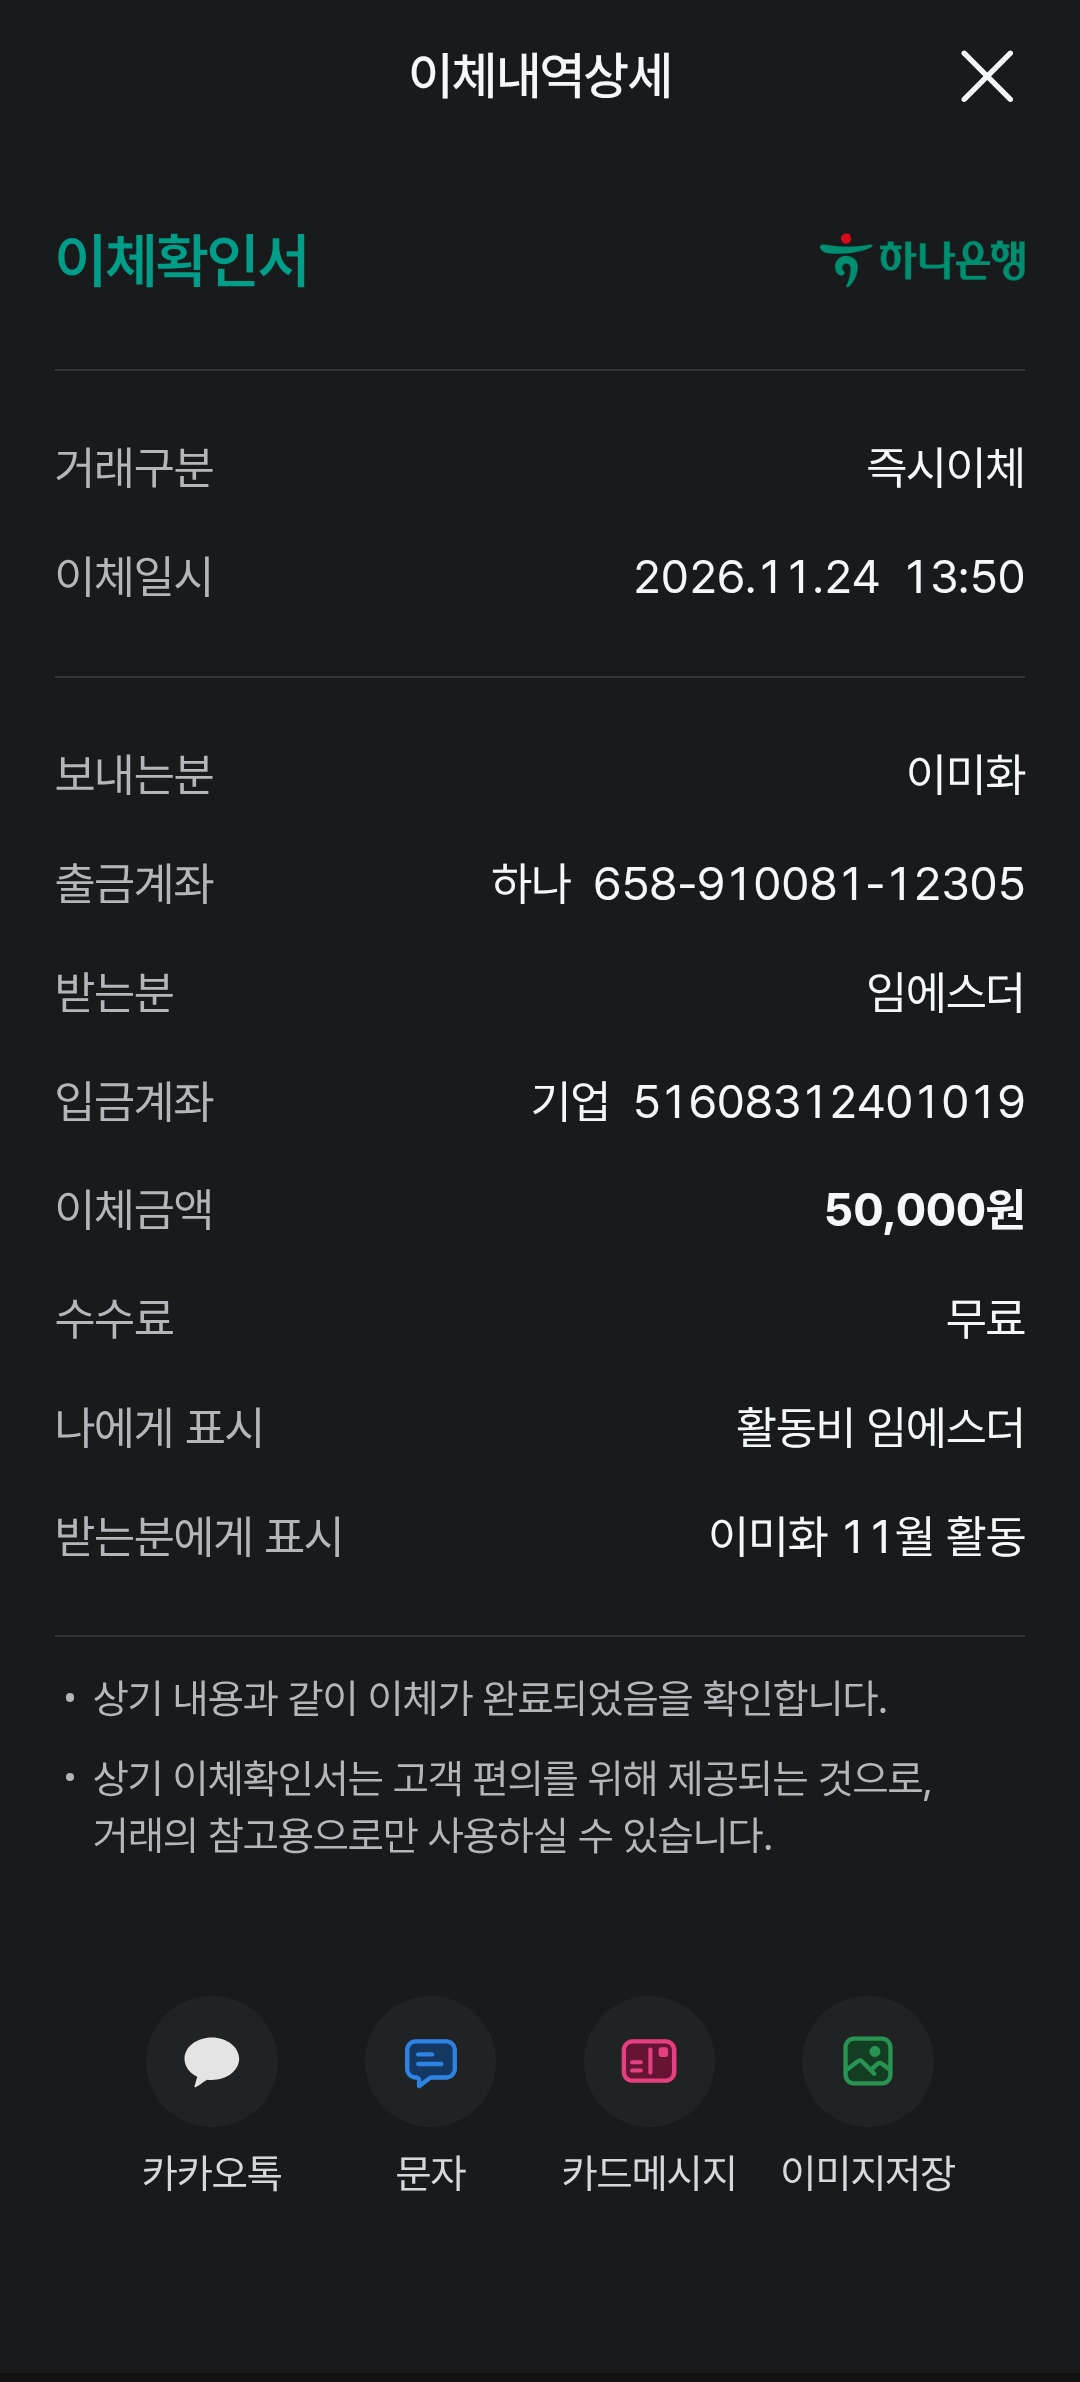 이체내역상세
이체확인서
하나은행
거래구분 즉시이체
이체일시 2026.11.24 13:50
보내는분 이미화
출금계좌 하나 658-910081-12305
받는분 임에스더
입금계좌 기업 51608312401019
이체금액 50,000원
수수료 무료
나에게 표시 활동비 임에스더
받는분에게 표시 이미화 11월 활동
• 상기 내용과 같이 이체가 완료되었음을 확인합니다.
• 상기 이체확인서는 고객 편의를 위해 제공되는 것으로,
거래의 참고용으로만 사용하실 수 있습니다.
카카오톡 문자 카드메시지 이미지저장